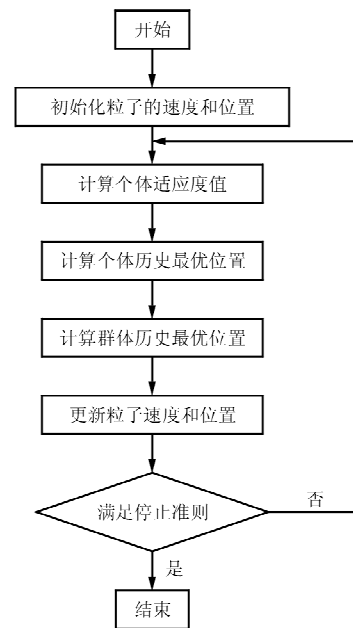 开始
初始化粒了的速度和位置
计算个体适应度值
计算个体历史最优位置
计算群体历史最优位置
更新粒了速度和位置
满足停止准则
否
是
结束